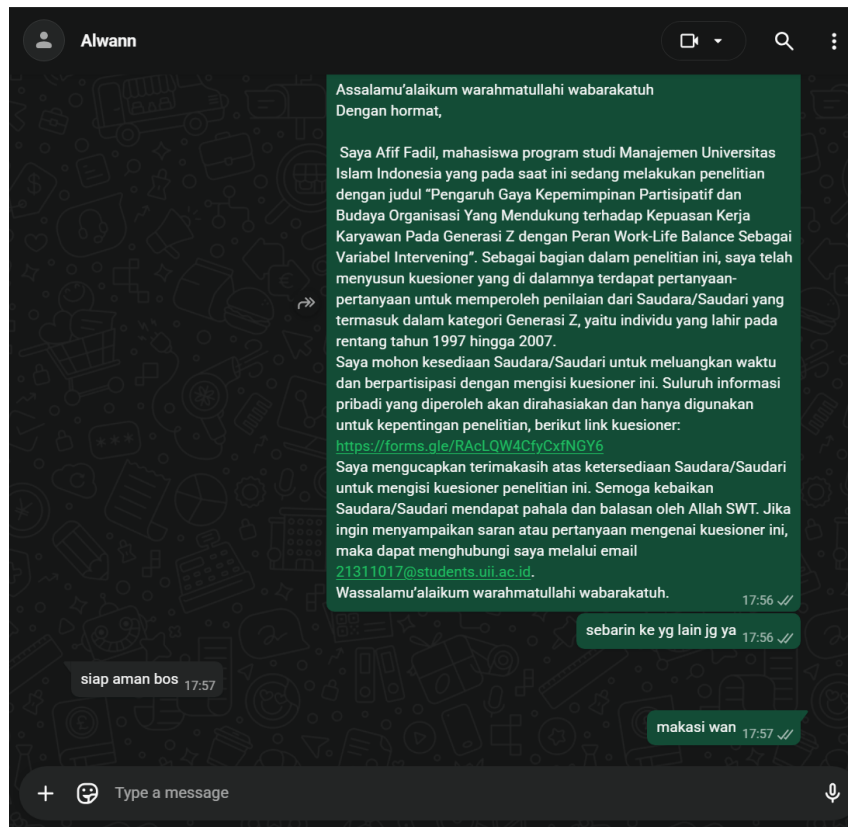 Alwann
Assalamu’alaikum warahmatullahi wabarakatuh
Dengan hormat,
Saya Afif Fadil, mahasiswa program studi Manajemen Universitas
Islam Indonesia yang pada saat ini sedang melakukan penelitian
dengan judul “Pengaruh Gaya Kepemimpinan Partisipatif dan
Budaya Organisasi Yang Mendukung terhadap Kepuasan Kerja
Karyawan Pada Generasi Z dengan Peran Work-Life Balance Sebagai
Variabel Intervening”. Sebagai bagian dalam penelitian ini, saya telah
menyusun kuesioner yang di dalamnya terdapat pertanyaan-
pertanyaan untuk memperoleh penilaian dari Saudara/Saudari yang
termasuk dalam kategori Generasi Z, yaitu individu yang lahir pada
rentang tahun 1997 hingga 2007.
Saya mohon kesediaan Saudara/Saudari untuk meluangkan waktu
dan berpartisipasi dengan mengisi kuesioner ini. Suluruh informasi
pribadi yang diperoleh akan dirahasiakan dan hanya digunakan
untuk kepentingan penelitian, berikut link kuesioner:
https://forms.gle/RAcLQW4CfyCxfNGY6
Saya mengucapkan terimakasih atas ketersediaan Saudara/Saudari
untuk mengisi kuesioner penelitian ini. Semoga kebaikan
Saudara/Saudari mendapat pahala dan balasan oleh Allah SWT. Jika
ingin menyampaikan saran atau pertanyaan mengenai kuesioner ini,
maka dapat menghubungi saya melalui email
21311017@students.uii.ac.id.
Wassalamu’alaikum warahmatullahi wabarakatuh.
17:56
sebarin ke yg lain jg ya 17:56
siap aman bos 17:57
makasi wan 17:57
Type a message